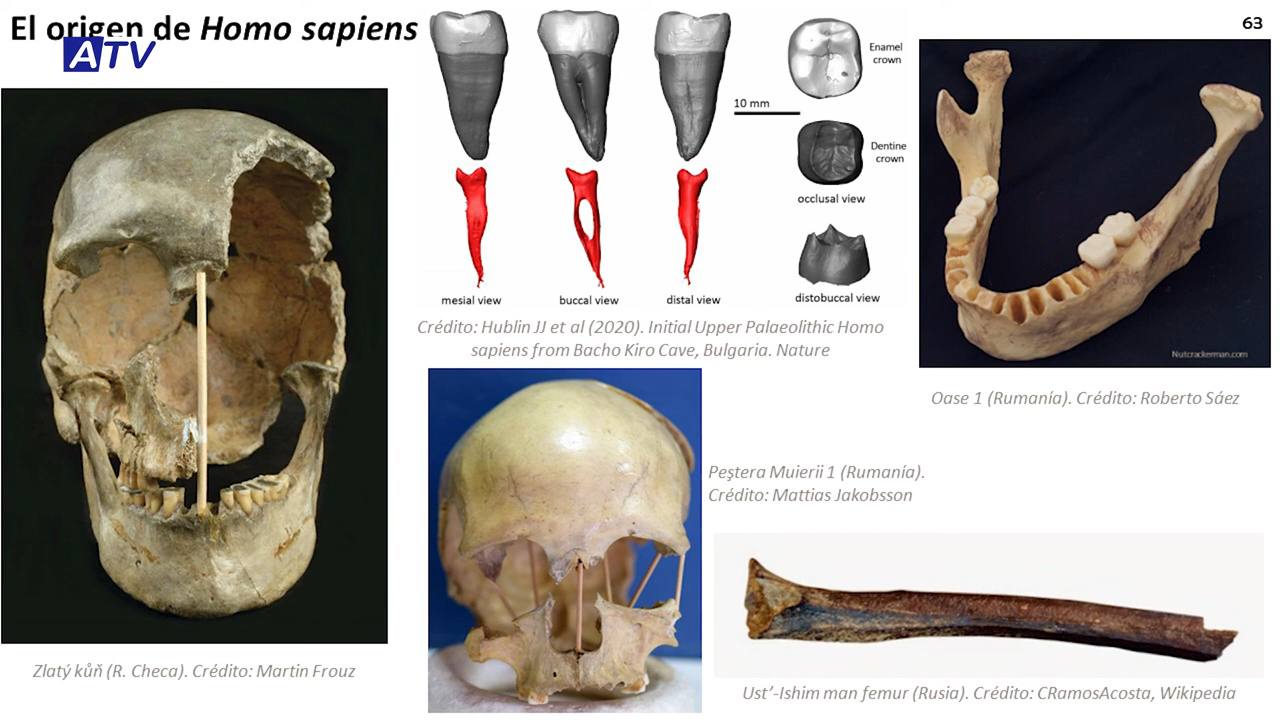 El origen de Homo sapiens
ATV
63
Enamel
crown
10 mm
Dentine
crown
occlusal view
mesial view
buccal view
distal view
distobuccal view
Crédito: Hublin JJ et al (2020). Initial Upper Palaeolithic Homo
sapiens from Bacho Kiro Cave, Bulgaria. Nature
Nutcrackerman.com
Oase 1 (Rumanía). Crédito: Roberto Sáez
Peştera Muierii 1 (Rumanía).
Crédito: Mattias Jakobsson
Zlatý kůň (R. Checa). Crédito: Martin Frouz
Ust’-Ishim man femur (Rusia). Crédito: CRamosAcosta, Wikipedia